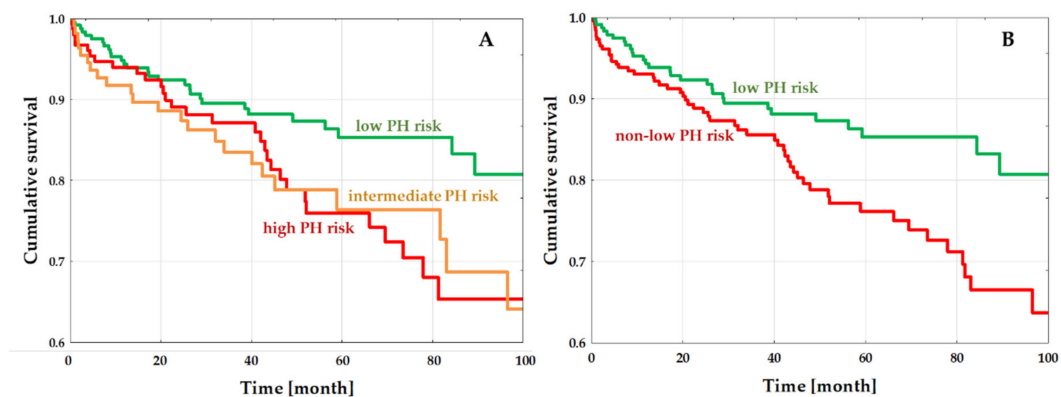 A
Cumulative survival
1.0
0.9
0.8
0.7
0.6
low PH risk
intermediate PH risk
high PH risk
0
20
40
60
80
100
Time [month]
B
Cumulative survival
1.0
0.9
0.8
0.7
0.6
low PH risk
non-low PH risk
0
20
40
60
80
100
Time [month]